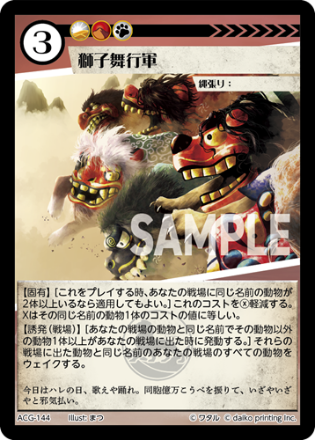 3
獅子舞行軍
縄張り：
SAMPLE
【固有】［これをプレイする時、あなたの戦場に同じ名前の動物が
2体以上いるなら適用してもよい。］これのコストをⓍ軽減する。
Xはその同じ名前の動物1体のコストの値に等しい。
【誘発（戦場）】［あなたの戦場の動物と同じ名前でその動物以外
の動物1体以上があなたの戦場に出た時に発動する。］それらの
戦場に出た動物と同じ名前のあなたの戦場のすべての動物を
ウェイクする。
今日はハレの日、歌えや踊れ。同胞億万こうべを振りて、いざやいざ
やと邪気払い。
ACG-144 Illust: まつ ©ワタル ©daiko printing Inc.